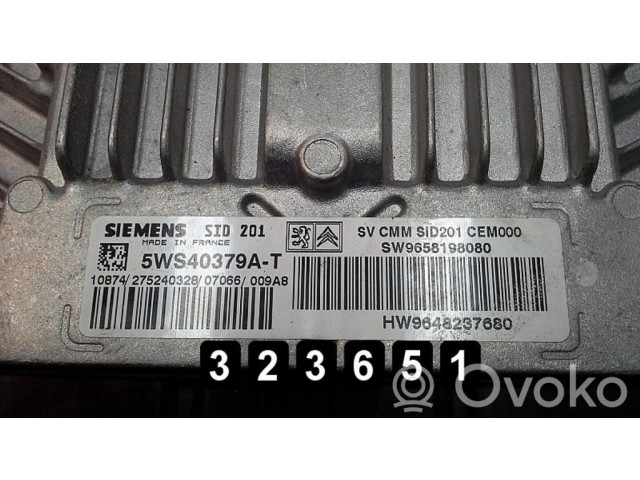 SIEMENS SID 201
MADE IN FRANCE
5WS40379A-T
10874/275240328/07066/009A8
SV CMM SID201 CEM000
SW9658198080
HW9648237680
323651
Ovoko